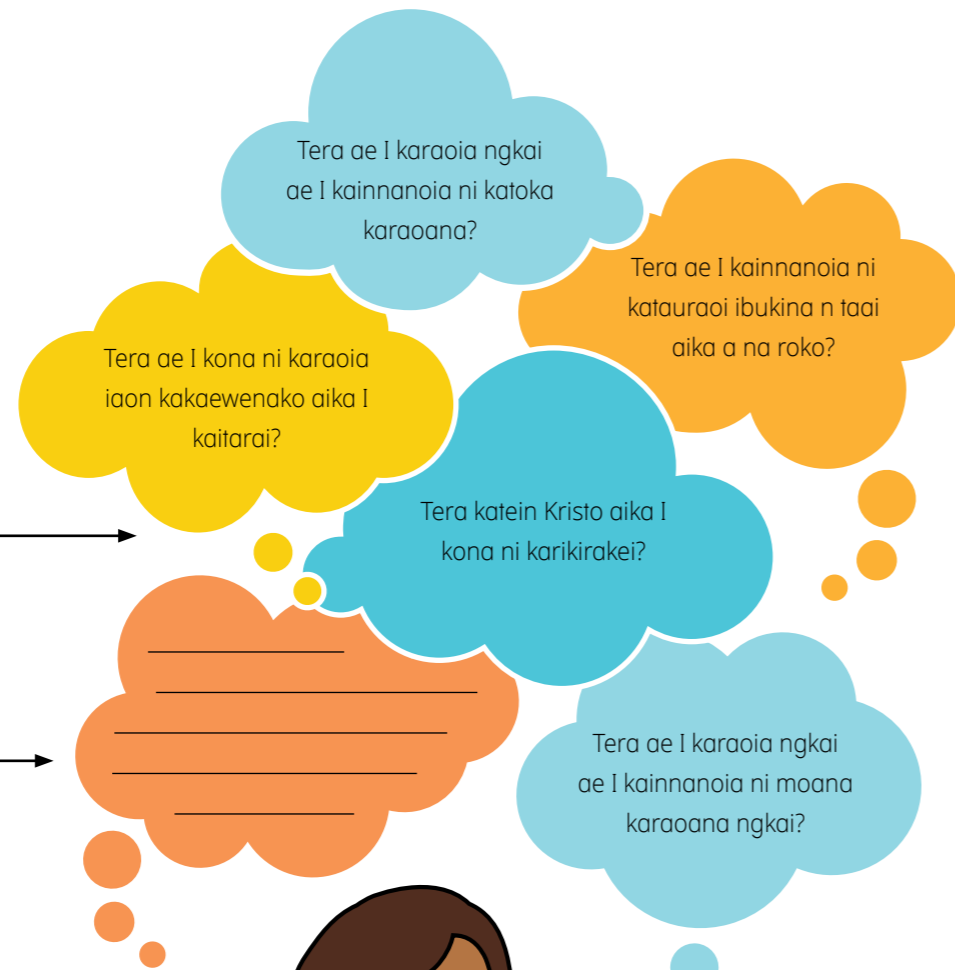 Tera ae I karaoia ngkai
ae I kainnanoia ni katoka
karaoana?
Tera ae I kainnanoia ni
katauraoi ibukina n taai
aika a na roko?
Tera ae I kona ni karaoia
iaon kakaewenako aika I
kaitarai?
Tera katein Kristo aika I
kona ni karikirakei?
Tera ae I karaoia ngkai
ae I kainnanoia ni moana
karaoana ngkai?